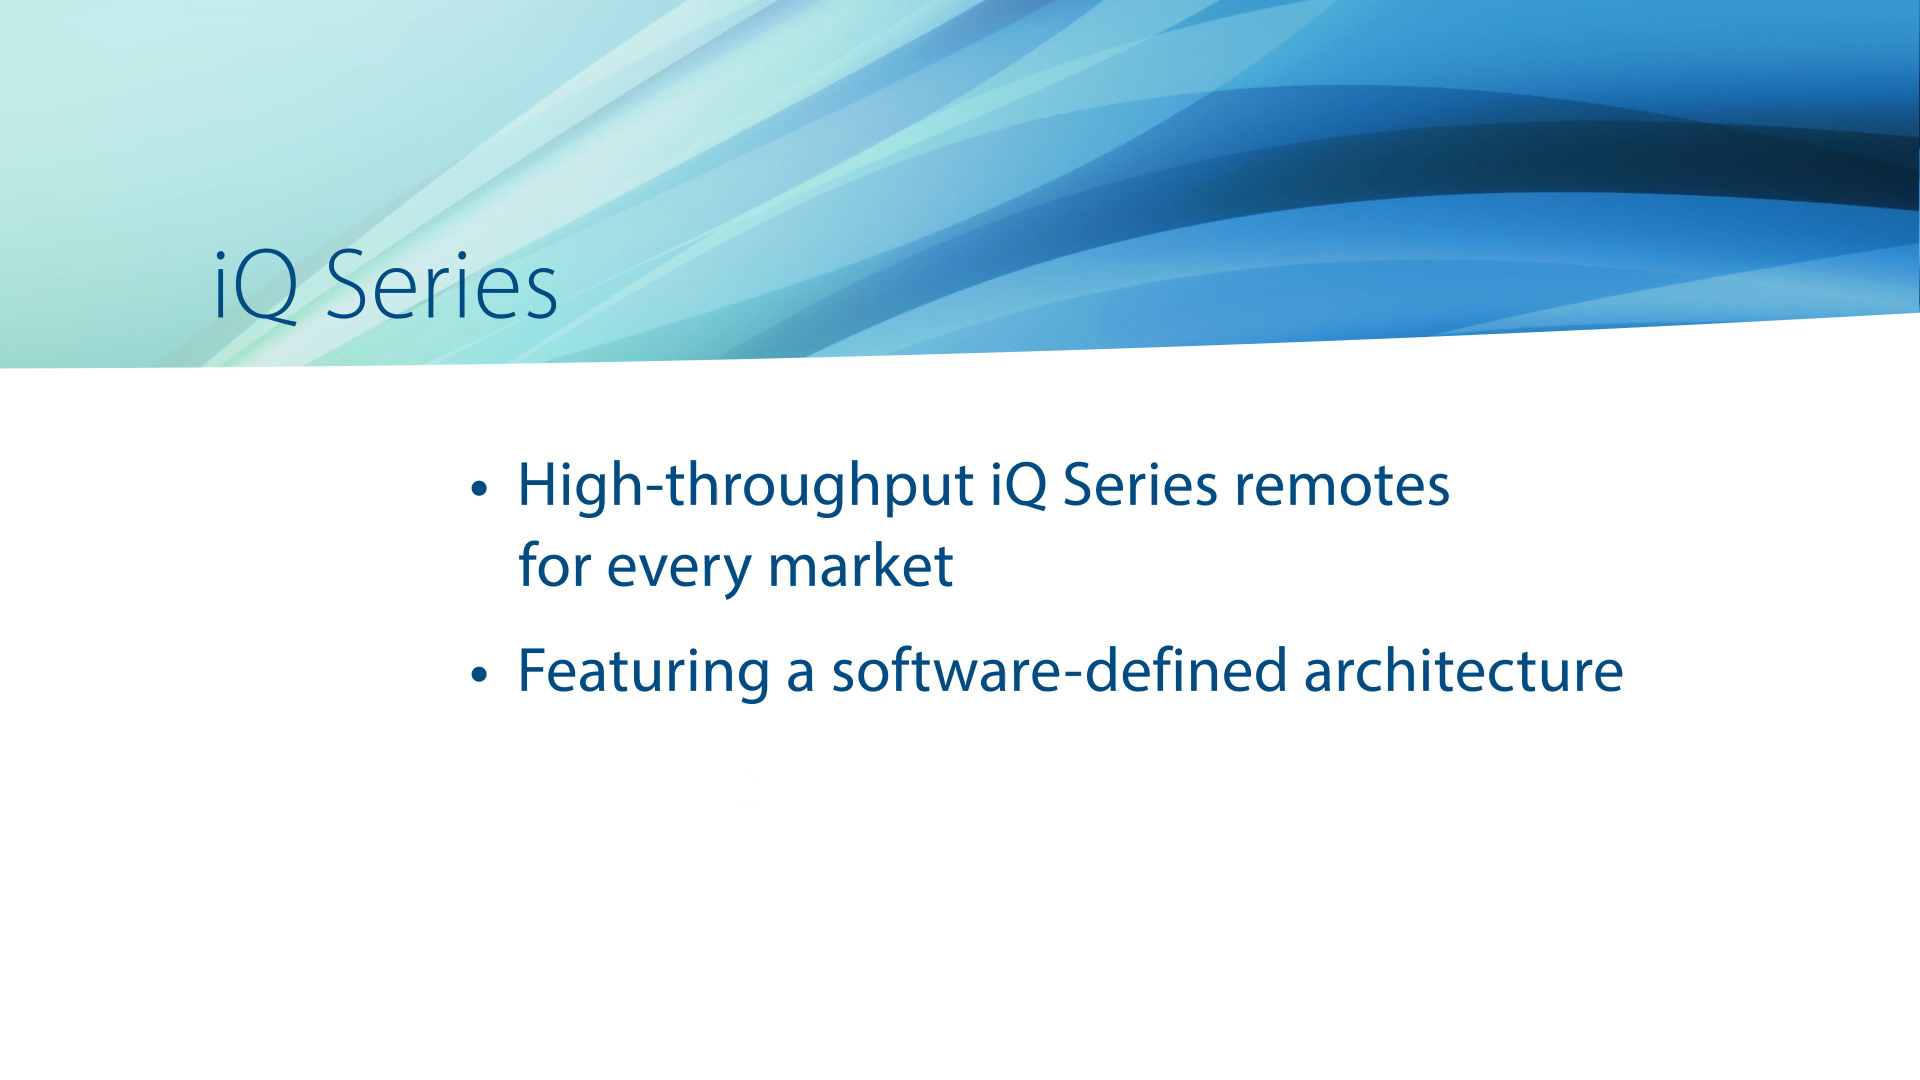 iQ Series
• High-throughput iQ Series remotes
for every market
• Featuring a software-defined architecture